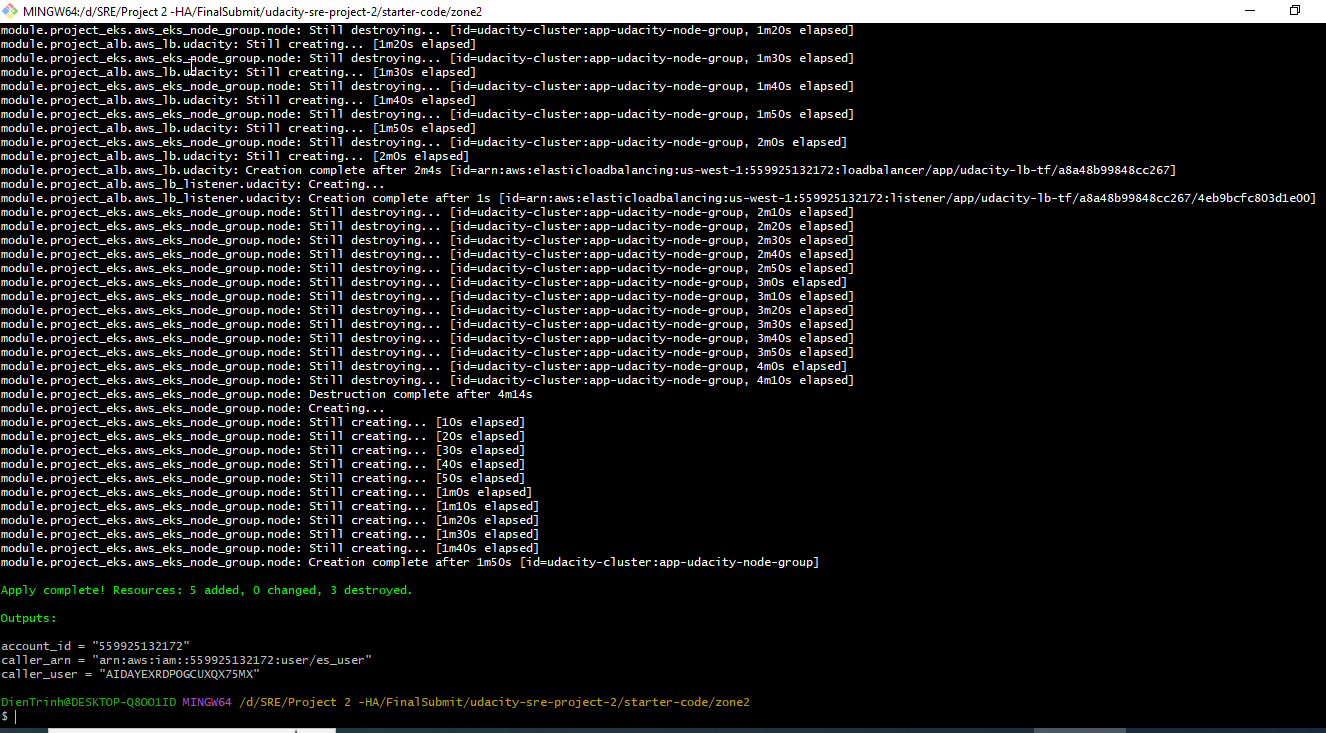 MINGW64:/d/SRE/Project 2 -HA/FinalSubmit/udacity-sre-project-2/starter-code/zone2
module.project_eks.aws_eks_node_group.node: Still destroying... [id=udacity-cluster:app-udacity-node-group, 1m20s elapsed]
module.project_alb.aws_lb.udacity: Still creating... [1m20s elapsed]
module.project_eks.aws_eks_node_group.node: Still destroying... [id=udacity-cluster:app-udacity-node-group, 1m30s elapsed]
module.project_alb.aws_lb.udacity: Still creating... [1m30s elapsed]
module.project_eks.aws_eks_node_group.node: Still destroying... [id=udacity-cluster:app-udacity-node-group, 1m40s elapsed]
module.project_alb.aws_lb.udacity: Still creating... [1m40s elapsed]
module.project_eks.aws_eks_node_group.node: Still destroying... [id=udacity-cluster:app-udacity-node-group, 1m50s elapsed]
module.project_alb.aws_lb.udacity: Still creating... [1m50s elapsed]
module.project_eks.aws_eks_node_group.node: Still destroying... [id=udacity-cluster:app-udacity-node-group, 2m0s elapsed]
module.project_alb.aws_lb.udacity: Still creating... [2m0s elapsed]
module.project_alb.aws_lb.udacity: Creation complete after 2m4s [id=arn:aws:elasticloadbalancing:us-west-1:559925132172:loadbalancer/app/udacity-lb-tf/a8a48b99848cc267]
module.project_alb.aws_lb_listener.udacity: Creating...
module.project_alb.aws_lb_listener.udacity: Creation complete after 1s [id=arn:aws:elasticloadbalancing:us-west-1:559925132172:listener/app/udacity-lb-tf/a8a48b99848cc267/4eb9bcfc803d1e00]
module.project_eks.aws_eks_node_group.node: Still destroying... [id=udacity-cluster:app-udacity-node-group, 2m10s elapsed]
module.project_eks.aws_eks_node_group.node: Still destroying... [id=udacity-cluster:app-udacity-node-group, 2m20s elapsed]
module.project_eks.aws_eks_node_group.node: Still destroying... [id=udacity-cluster:app-udacity-node-group, 2m30s elapsed]
module.project_eks.aws_eks_node_group.node: Still destroying... [id=udacity-cluster:app-udacity-node-group, 2m40s elapsed]
module.project_eks.aws_eks_node_group.node: Still destroying... [id=udacity-cluster:app-udacity-node-group, 2m50s elapsed]
module.project_eks.aws_eks_node_group.node: Still destroying... [id=udacity-cluster:app-udacity-node-group, 3m0s elapsed]
module.project_eks.aws_eks_node_group.node: Still destroying... [id=udacity-cluster:app-udacity-node-group, 3m10s elapsed]
module.project_eks.aws_eks_node_group.node: Still destroying... [id=udacity-cluster:app-udacity-node-group, 3m20s elapsed]
module.project_eks.aws_eks_node_group.node: Still destroying... [id=udacity-cluster:app-udacity-node-group, 3m30s elapsed]
module.project_eks.aws_eks_node_group.node: Still destroying... [id=udacity-cluster:app-udacity-node-group, 3m40s elapsed]
module.project_eks.aws_eks_node_group.node: Still destroying... [id=udacity-cluster:app-udacity-node-group, 3m50s elapsed]
module.project_eks.aws_eks_node_group.node: Still destroying... [id=udacity-cluster:app-udacity-node-group, 4m0s elapsed]
module.project_eks.aws_eks_node_group.node: Still destroying... [id=udacity-cluster:app-udacity-node-group, 4m10s elapsed]
module.project_eks.aws_eks_node_group.node: Destruction complete after 4m14s
module.project_eks.aws_eks_node_group.node: Creating...
module.project_eks.aws_eks_node_group.node: Still creating... [10s elapsed]
module.project_eks.aws_eks_node_group.node: Still creating... [20s elapsed]
module.project_eks.aws_eks_node_group.node: Still creating... [30s elapsed]
module.project_eks.aws_eks_node_group.node: Still creating... [40s elapsed]
module.project_eks.aws_eks_node_group.node: Still creating... [50s elapsed]
module.project_eks.aws_eks_node_group.node: Still creating... [1m0s elapsed]
module.project_eks.aws_eks_node_group.node: Still creating... [1m10s elapsed]
module.project_eks.aws_eks_node_group.node: Still creating... [1m20s elapsed]
module.project_eks.aws_eks_node_group.node: Still creating... [1m30s elapsed]
module.project_eks.aws_eks_node_group.node: Still creating... [1m40s elapsed]
module.project_eks.aws_eks_node_group.node: Creation complete after 1m50s [id=udacity-cluster:app-udacity-node-group]
Apply complete! Resources: 5 added, 0 changed, 3 destroyed.
Outputs:
account_id = "559925132172"
caller_arn = "arn:aws:iam::559925132172:user/es_user"
caller_user = "AIDAYEXRDPOGCUXQX75MX"
DienTrinh@DESKTOP-Q8OO1ID MINGW64 /d/SRE/Project 2 -HA/FinalSubmit/udacity-sre-project-2/starter-code/zone2
$